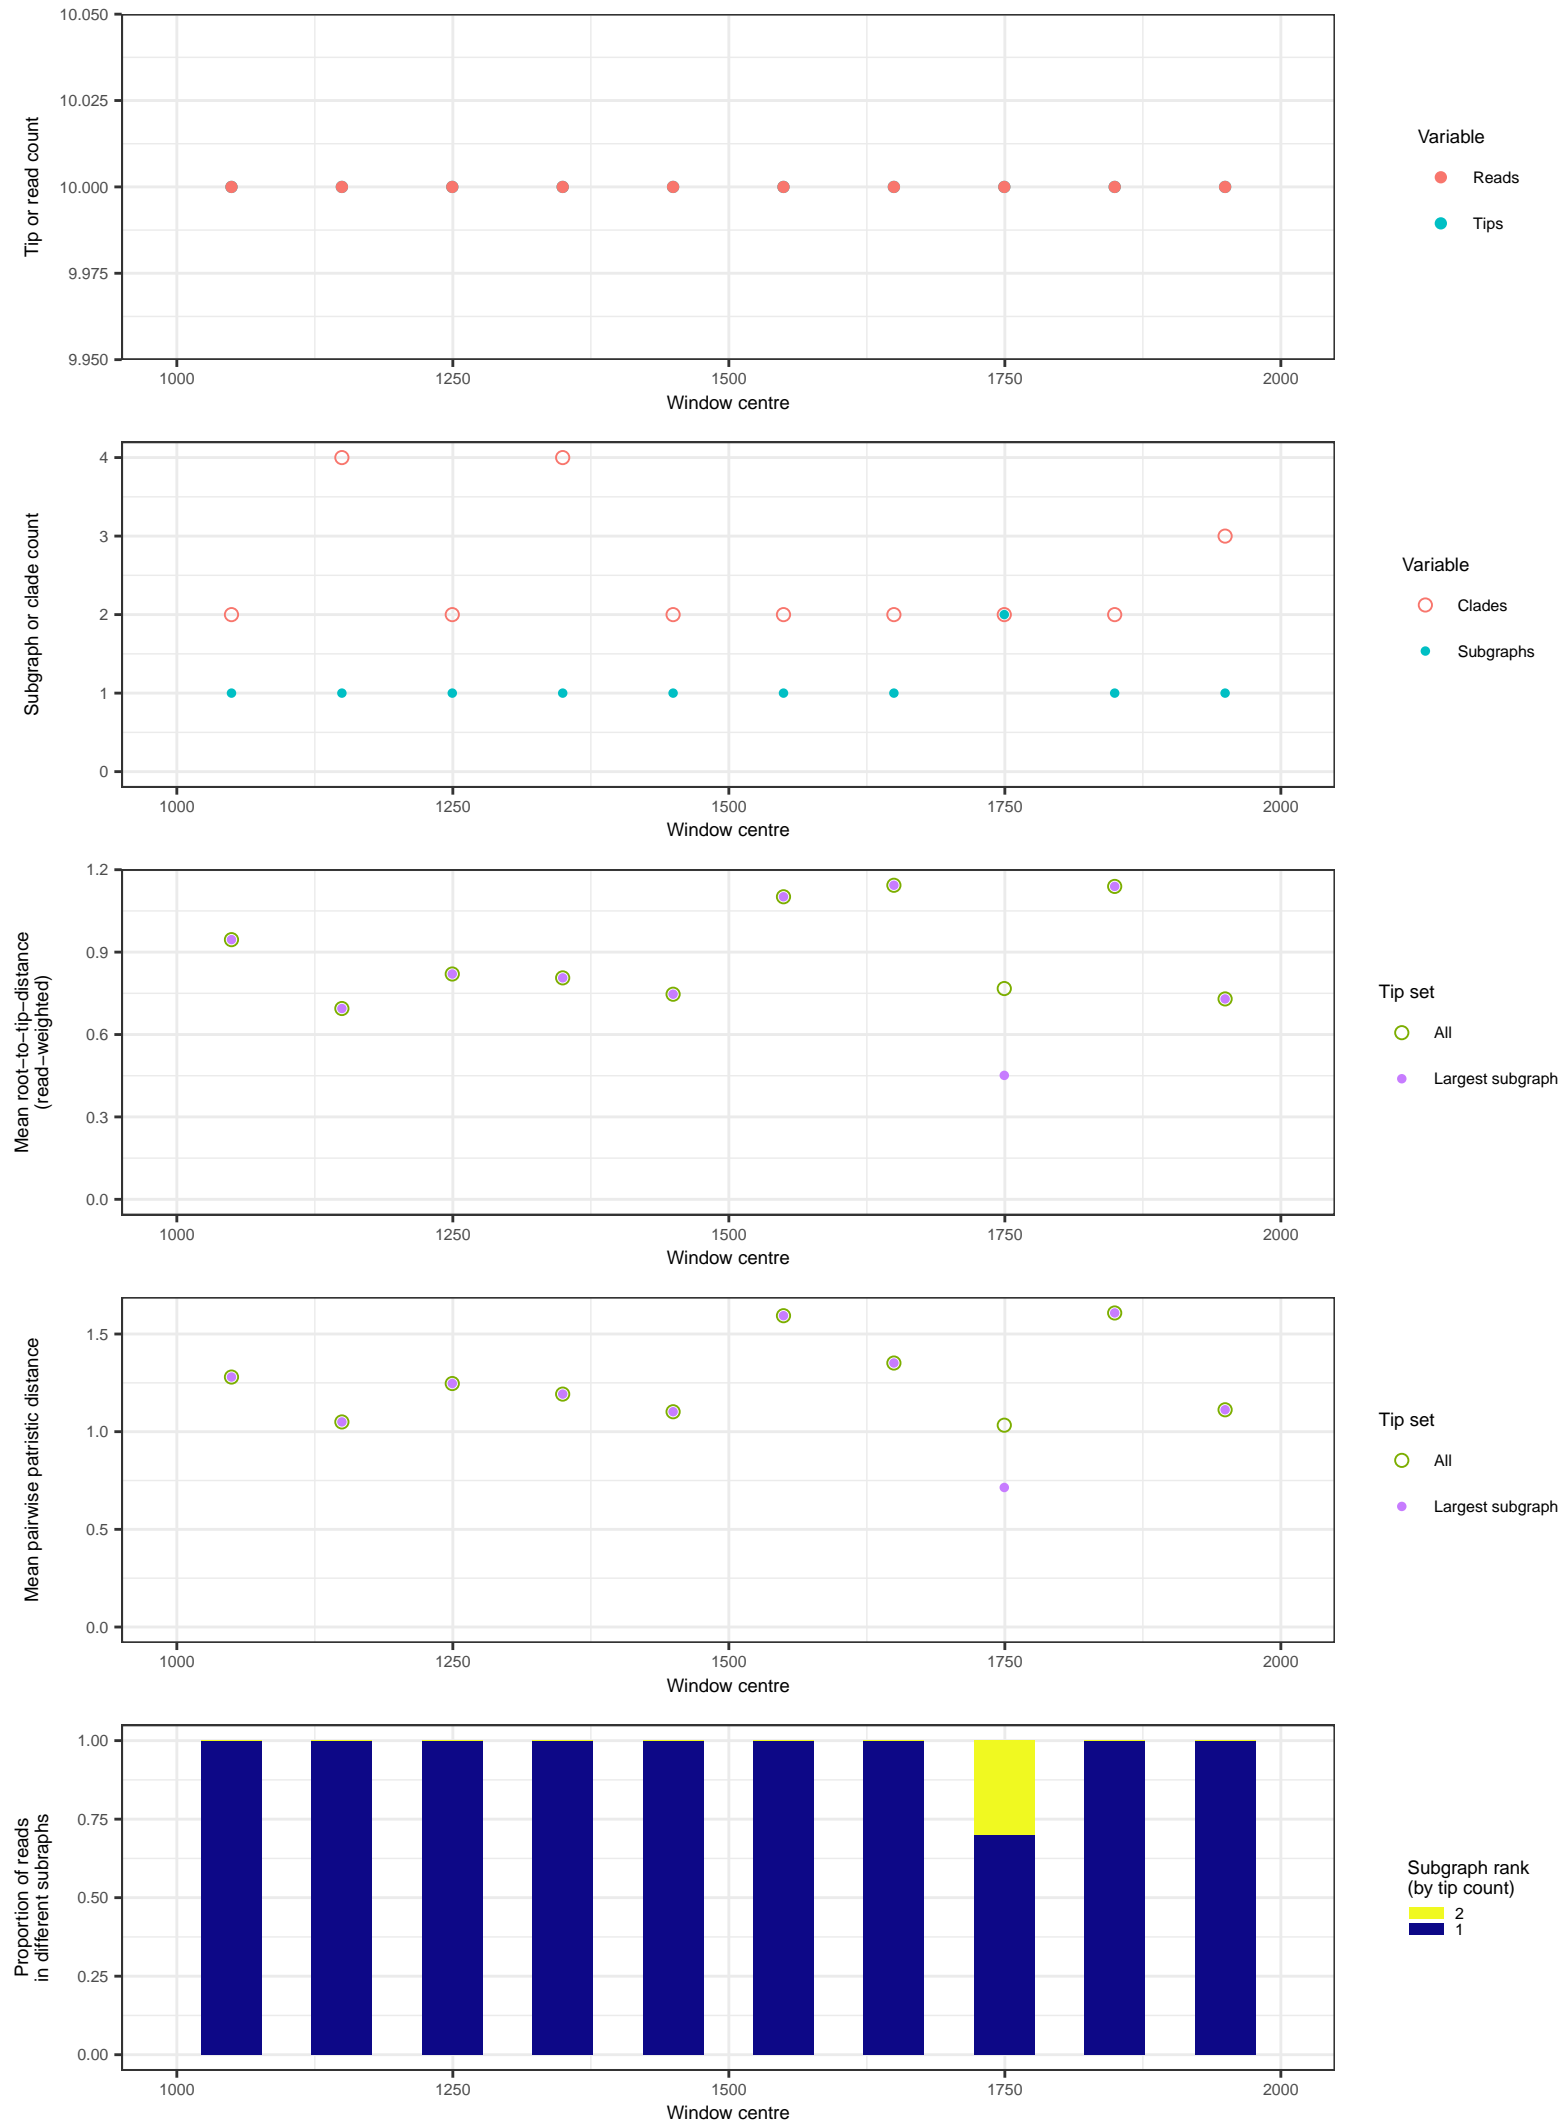 10.050
10.025
10.000
9.975
9.950
Tip or read count
1000 1250 1500 1750 2000
Window centre
Variable
Reads
Tips
4
3
2
1
0
Subgraph or clade count
1000 1250 1500 1750 2000
Window centre
Variable
Clades
Subgraphs
1.2
0.9
0.6
0.3
0.0
Mean root−to−tip−distance
(read−weighted)
1000 1250 1500 1750 2000
Window centre
Tip set
All
Largest subgraph
1.5
1.0
0.5
0.0
Mean pairwise patristic distance
1000 1250 1500 1750 2000
Window centre
Tip set
All
Largest subgraph
1.00
0.75
0.50
0.25
0.00
Proportion of reads
in different subraphs
1000 1250 1500 1750 2000
Window centre
Subgraph rank
(by tip count)
2
1